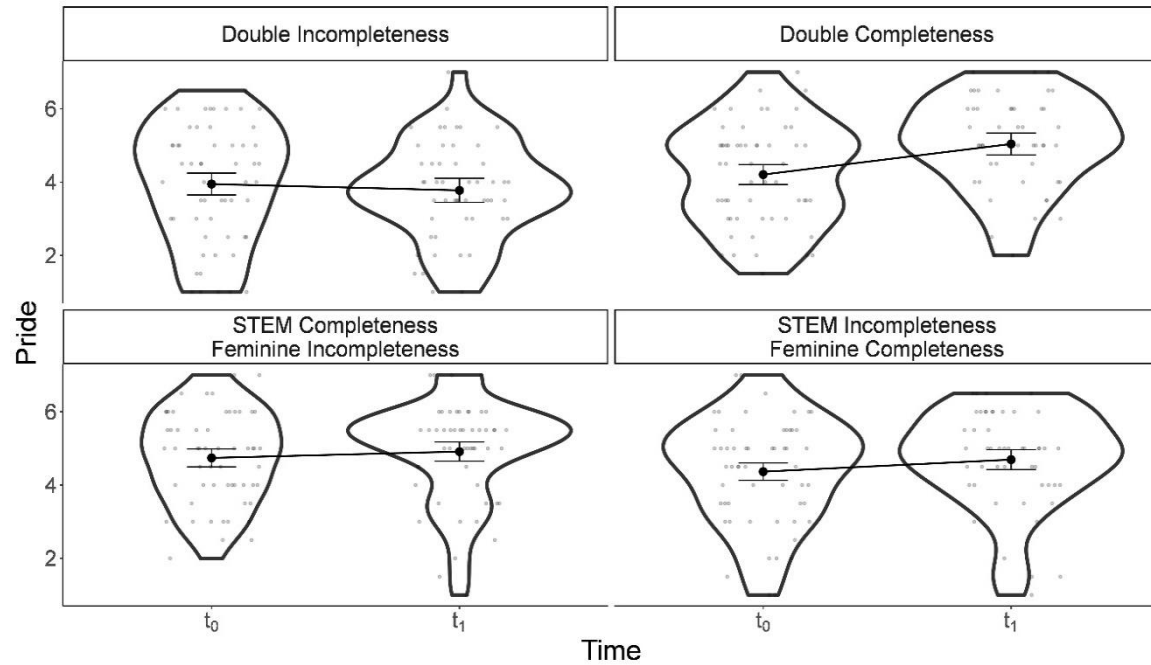 Double Incompleteness
Double Completeness
6
4
2
STEM Completeness
Feminine Incompleteness
STEM Incompleteness
Feminine Completeness
6
4
2
Pride
t₀
t₁
t₀
t₁
Time